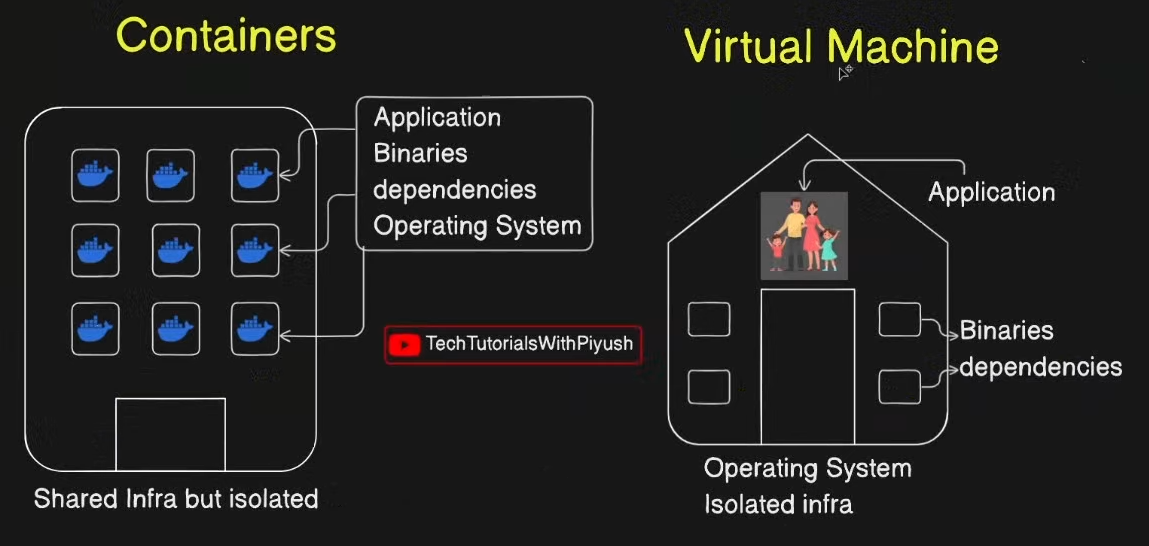 Containers
Virtual Machine
Application
Binaries
dependencies
Operating System
Application
TechTutorialsWithPiyush
Binaries
dependencies
Shared Infra but isolated
Operating System
Isolated infra